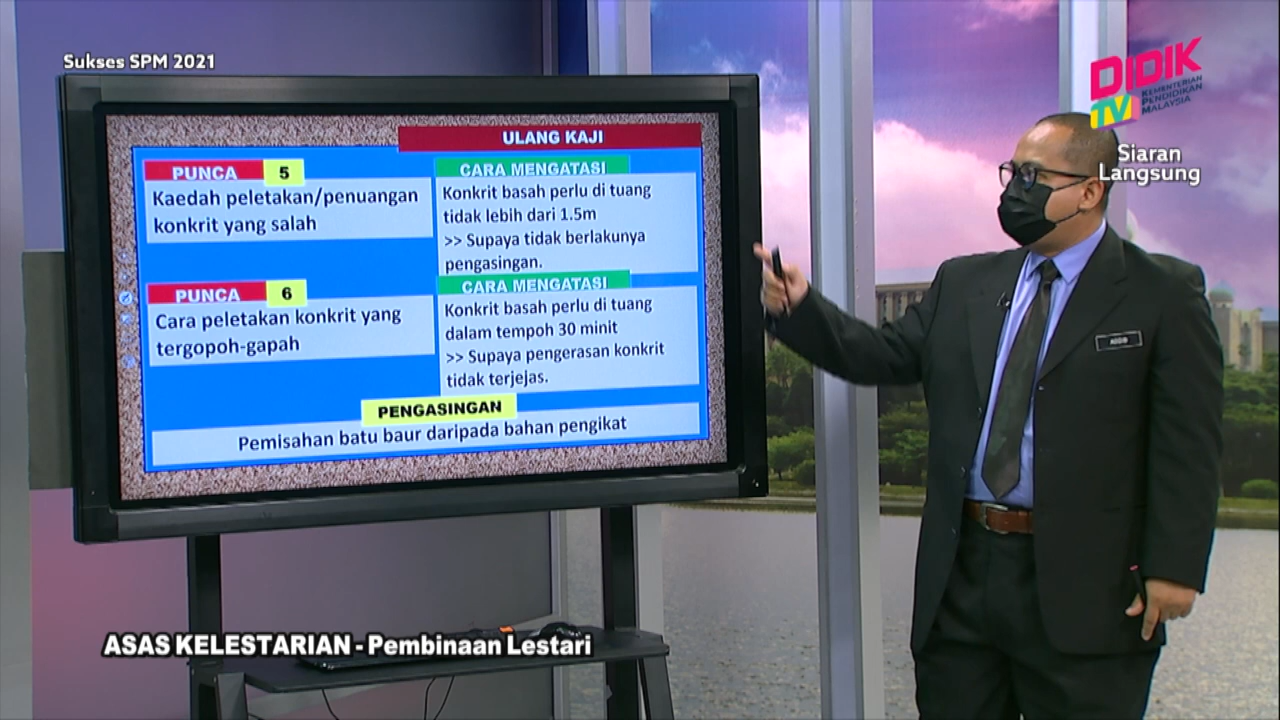 Sukses SPM 2021
DIDIK
TV
KEMENTERIAN
PENDIDIKAN
MALAYSIA
Siaran
Langsung
ULANG KAJI
PUNCA 5
Kaedah peletakan/penuangan
konkrit yang salah
CARA MENGATASI
Konkrit basah perlu di tuang
tidak lebih dari 1.5m
>> Supaya tidak berlakunya
pengasingan.
PUNCA 6
Cara peletakan konkrit yang
tergopoh-gapah
CARA MENGATASI
Konkrit basah perlu di tuang
dalam tempoh 30 minit
>> Supaya pengerasan konkrit
tidak terjejas.
PENGASINGAN
Pemisahan batu baur daripada bahan pengikat
ASAS KELESTARIAN - Pembinaan Lestari